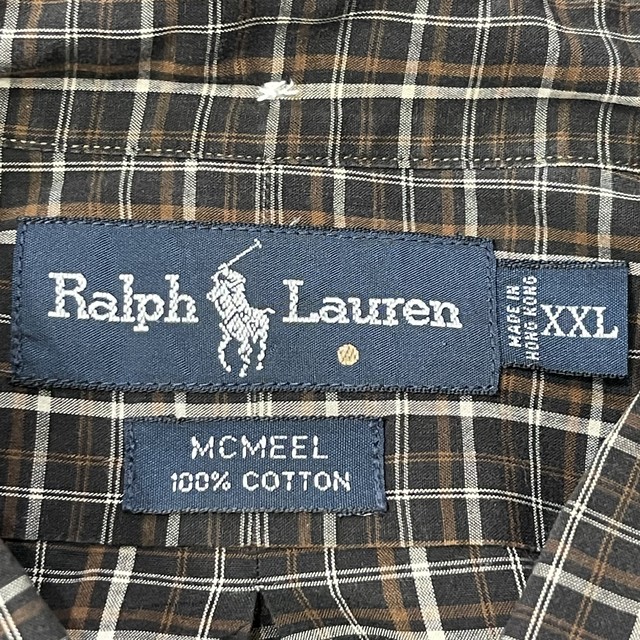 Ralph Lauren
MADE IN
HONG KONG
XXL
MCMEEL
100% COTTON